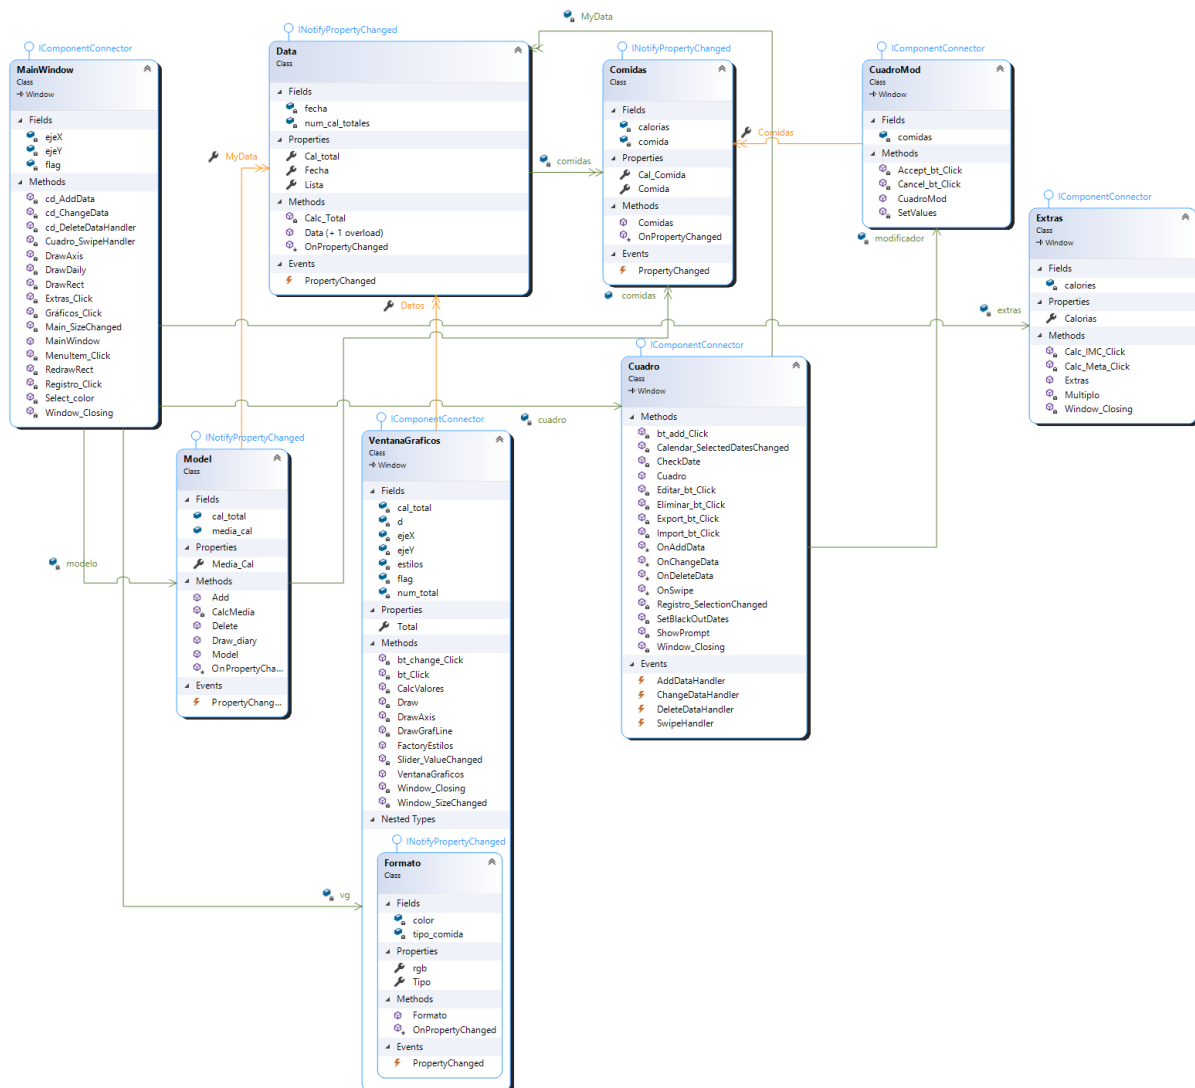 MyData
IComponentConnector
MainWindow
Class
Window
Fields
ejeX
ejeY
flag
Methods
cd_AddData
cd_ChangeData
cd_DeleteDataHandler
Cuadro_SwipeHandler
DrawAxis
DrawDaily
DrawRect
Extras_Click
Gráficos_Click
Main_SizeChanged
MainWindow
MenuItem_Click
RedrawRect
Registro_Click
Select_color
Window_Closing
INotifyPropertyChanged
Data
Class
Fields
fecha
num_cal_totales
Properties
Cal_total
Fecha
Lista
Methods
Calc_Total
Data (+ 1 overload)
OnPropertyChanged
Events
PropertyChanged
MyData
comidas
INotifyPropertyChanged
Comidas
Class
Fields
calorias
comida
Properties
Cal_Comida
Comida
Methods
Comidas
OnPropertyChanged
Events
PropertyChanged
Comidas
IComponentConnector
CuadroMod
Class
Window
Fields
comidas
Methods
Accept_bt_Click
Cancel_bt_Click
CuadroMod
SetValues
modificador
IComponentConnector
Extras
Class
Window
Fields
calories
Properties
Calorias
Methods
Calc_IMC_Click
Calc_Meta_Click
Extras
Multiplo
Window_Closing
extras
comidas
Datos
cuadro
modelo
vg
INotifyPropertyChanged
Model
Class
Fields
cal_total
media_cal
Properties
Media_Cal
Methods
Add
CalcMedia
Delete
Draw_diary
Model
OnPropertyCha...
Events
PropertyChang...
IComponentConnector
VentanaGraficos
Class
Window
Fields
cal_total
d
ejeX
ejeY
estilos
flag
num_total
Properties
Total
Methods
bt_change_Click
bt_Click
CalcValores
Draw
DrawAxis
DrawGrafLine
FactoryEstilos
Slider_ValueChanged
VentanaGraficos
Window_Closing
Window_SizeChanged
Nested Types
INotifyPropertyChanged
Formato
Class
Fields
color
tipo_comida
Properties
rgb
Tipo
Methods
Formato
OnPropertyChanged
Events
PropertyChanged
IComponentConnector
Cuadro
Class
Window
Methods
bt_add_Click
Calendar_SelectedDatesChanged
CheckDate
Cuadro
Editar_bt_Click
Eliminar_bt_Click
Export_bt_Click
Import_bt_Click
OnAddData
OnChangeData
OnDeleteData
OnSwipe
Registro_SelectionChanged
SetBlackOutDates
ShowPrompt
Window_Closing
Events
AddDataHandler
ChangeDataHandler
DeleteDataHandler
SwipeHandler